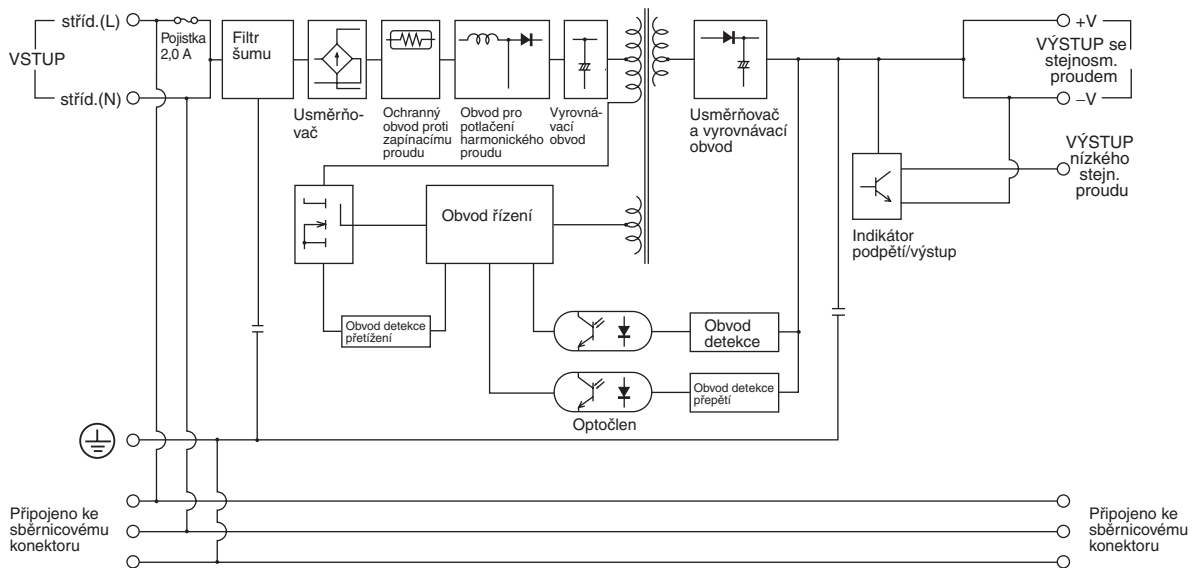 stříd.(L)
VSTUP
stříd.(N)
Pojistka
2,0 A
Filtr
šumu
Usměrňo-
vač
Ochranný
obvod proti
zapínacímu
proudu
Obvod pro
potlačení
harmonického
proudu
Vyrovná-
vací
obvod
Usměrňovač
a vyrovnávací
obvod
+V
VÝSTUP se
stejnosm.
proudem
–V
VÝSTUP
nízkého
stejn.
proudu
Indikátor
podpětí/výstup
Obvod řízení
Obvod detekce
přetížení
Obvod
detekce
Obvod detekce
přepětí
Optočlen
Připojeno ke
sběrnicovému
konektoru
Připojeno ke
sběrnicovému
konektoru